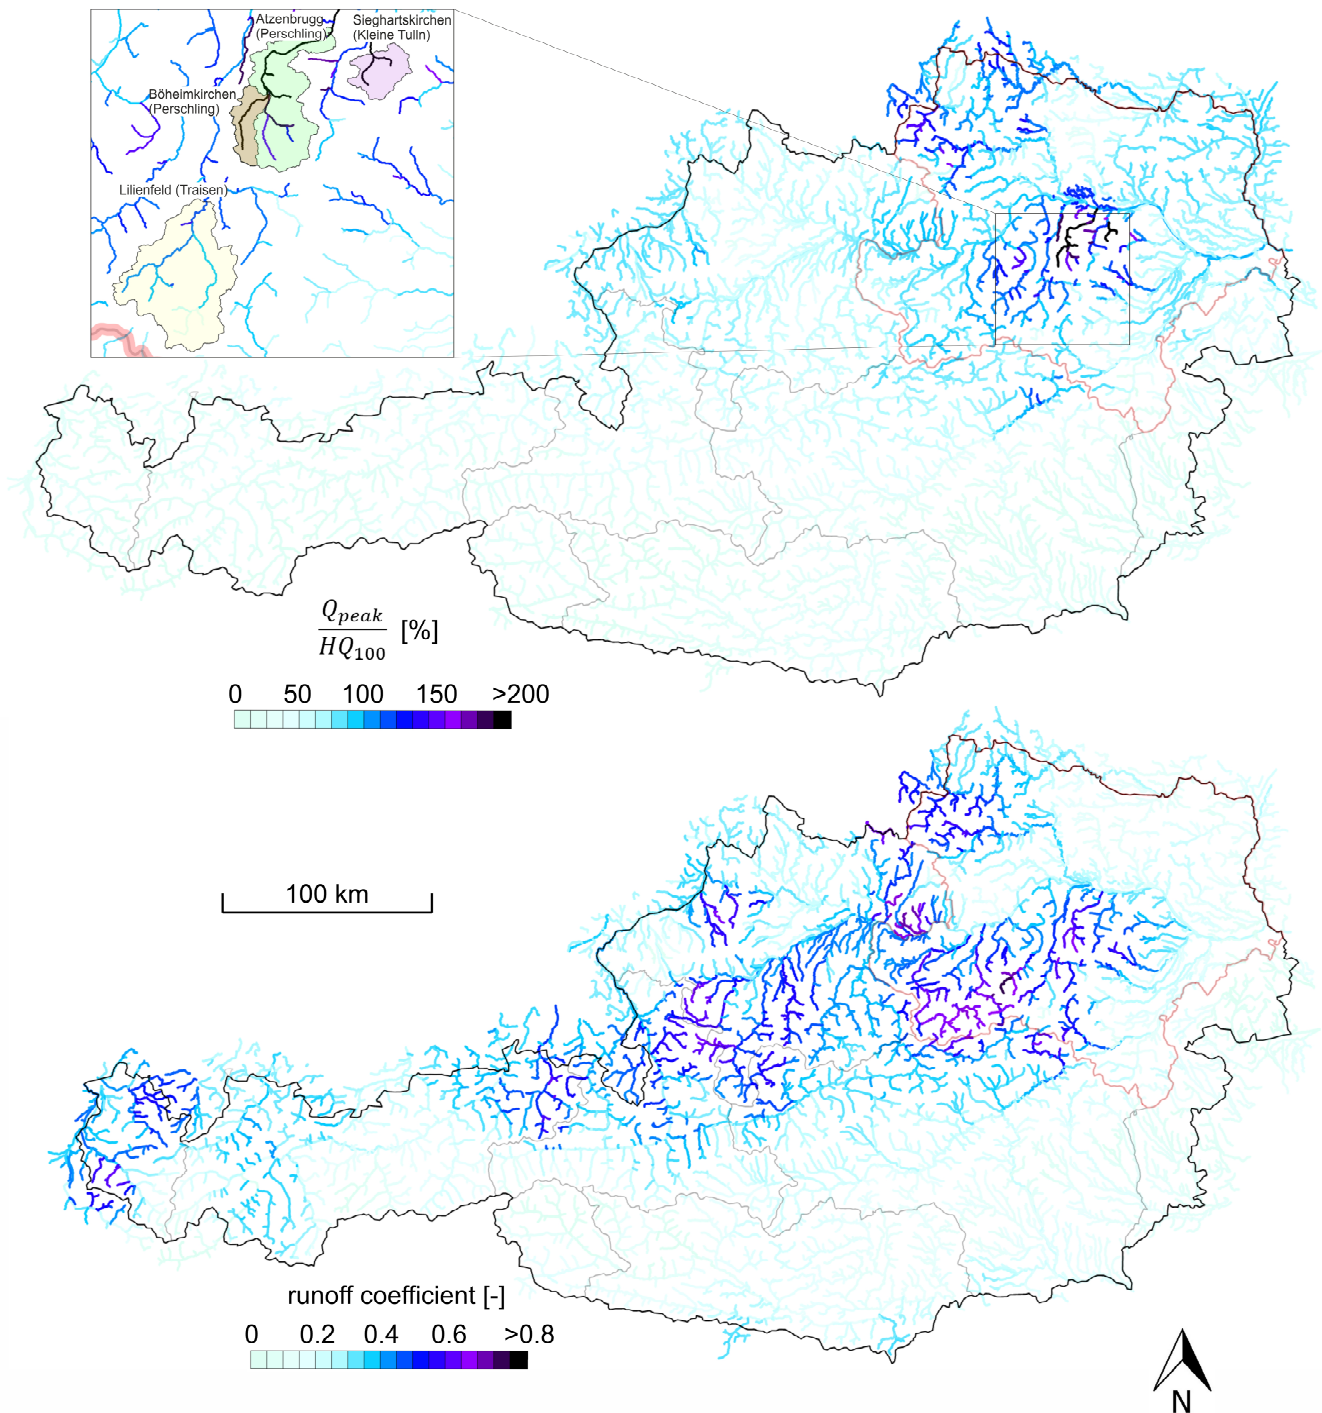 Atzenbrugg
(Perschling)
Sieghartskirchen
(Kleine Tulln)
Böheimkirchen
(Perschling)
Lilienfeld (Traisen)
Q_peak
HQ_100
[%]
0 50 100 150 >200
100 km
runoff coefficient [-]
0 0.2 0.4 0.6 >0.8
N